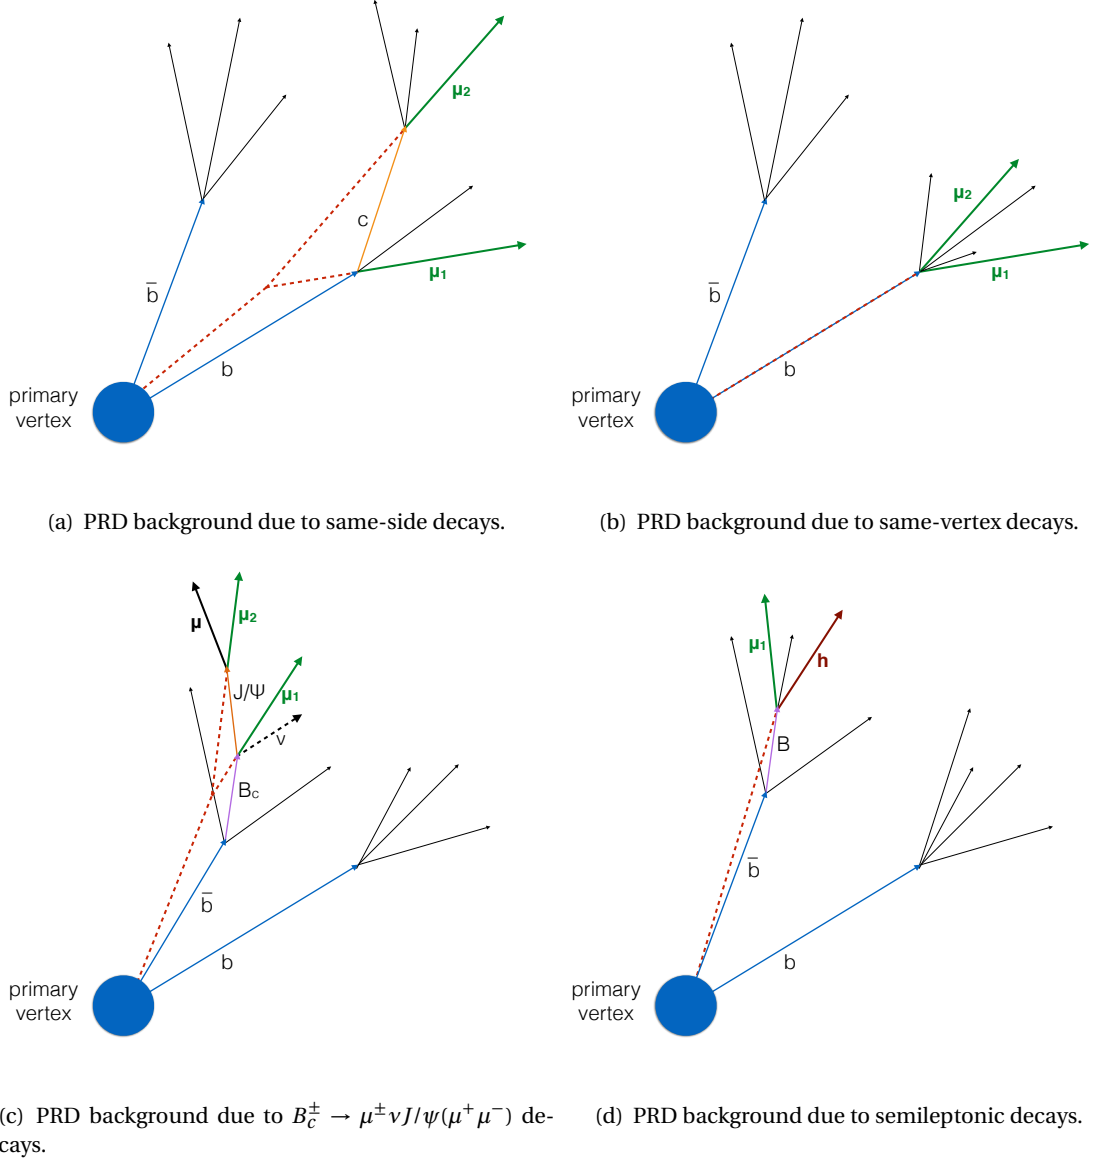 μ₂
c
μ₁
b̅
b
primary
vertex
(a) PRD background due to same-side decays.
μ₂
μ₁
b̅
b
primary
vertex
(b) PRD background due to same-vertex decays.
μ
μ₂
J/Ψ
μ₁
ν
B_c
b̅
b
primary
vertex
(c) PRD background due to B_c^± → μ^±νJ/ψ(μ^+μ^−) de-
cays.
μ₁
h
B
b̅
b
primary
vertex
(d) PRD background due to semileptonic decays.